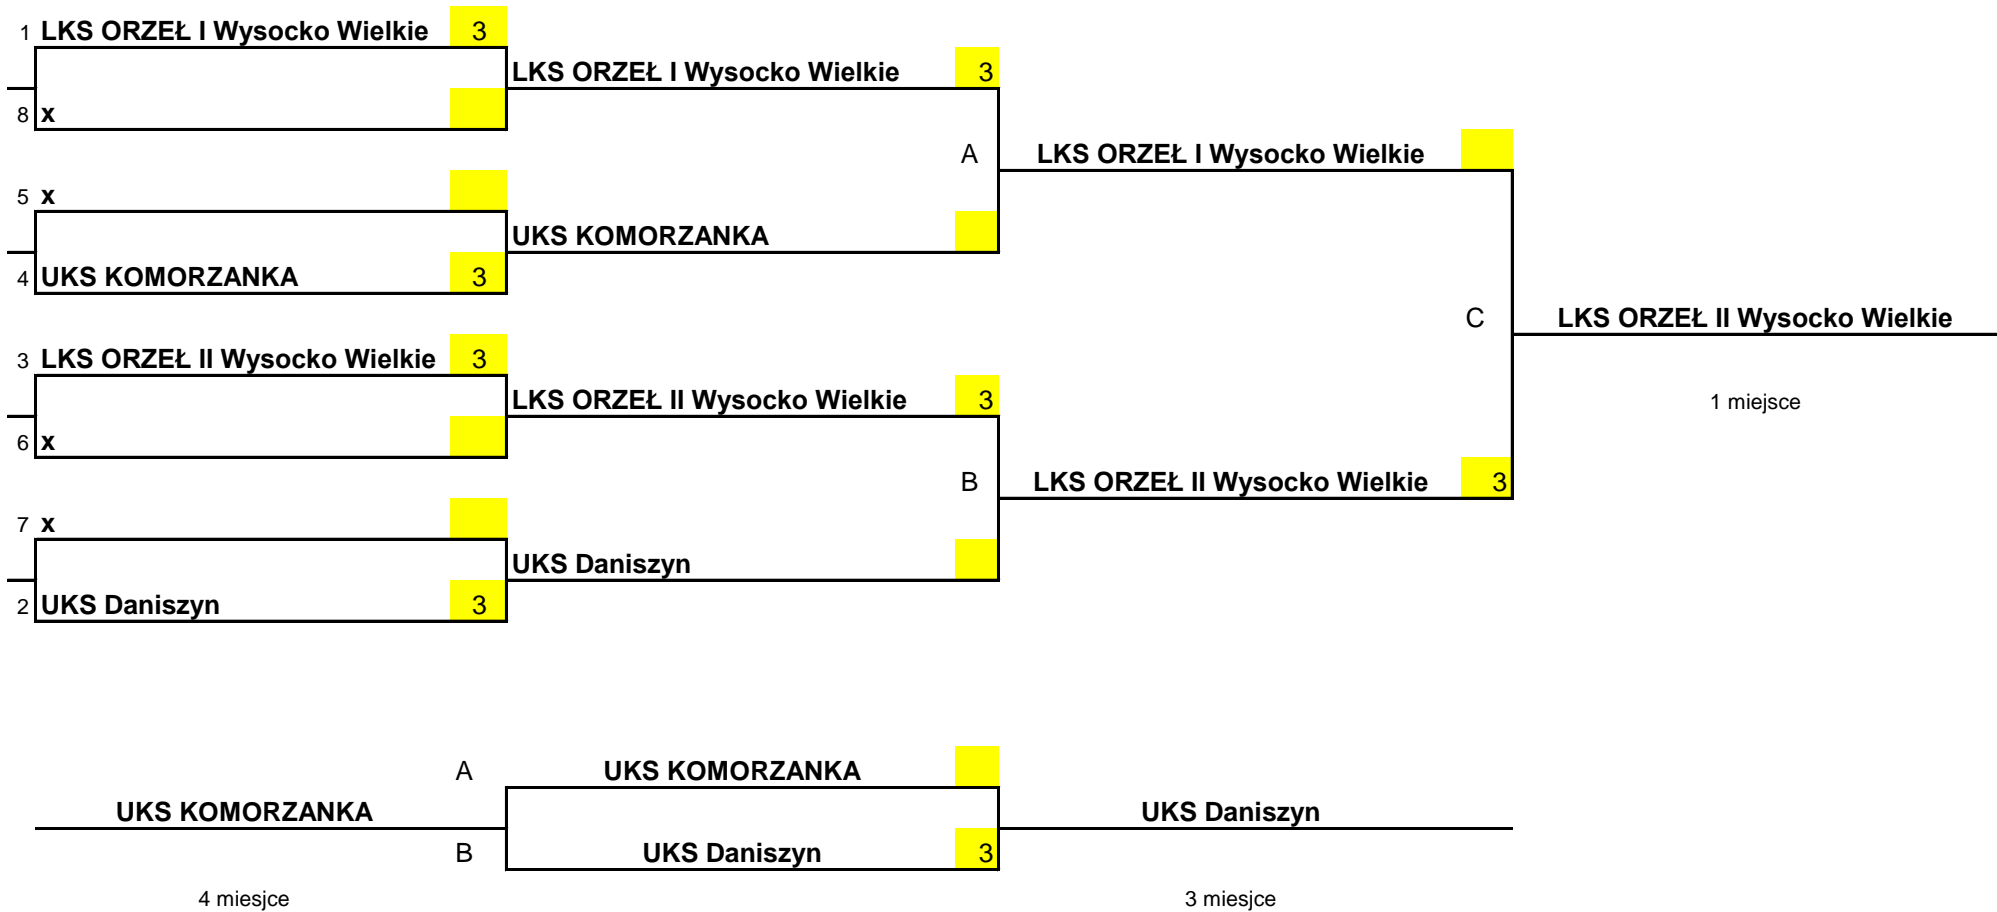 1 LKS ORZEŁ I Wysocko Wielkie 3
LKS ORZEŁ I Wysocko Wielkie 3
8 x
A LKS ORZEŁ I Wysocko Wielkie
5 x
UKS KOMORZANKA
4 UKS KOMORZANKA 3
C LKS ORZEŁ II Wysocko Wielkie
3 LKS ORZEŁ II Wysocko Wielkie 3
LKS ORZEŁ II Wysocko Wielkie 3
1 miejsce
6 x
B LKS ORZEŁ II Wysocko Wielkie 3
7 x
UKS Daniszyn
2 UKS Daniszyn 3
A UKS KOMORZANKA
UKS KOMORZANKA UKS Daniszyn
B UKS Daniszyn 3
4 miesjce 3 miesjce